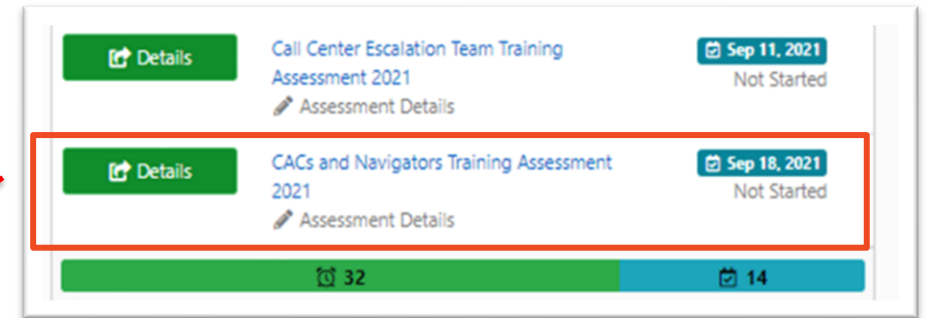 Details
Call Center Escalation Team Training
Assessment 2021
Assessment Details
Sep 11, 2021
Not Started
Details
CACs and Navigators Training Assessment
2021
Assessment Details
Sep 18, 2021
Not Started
32
14